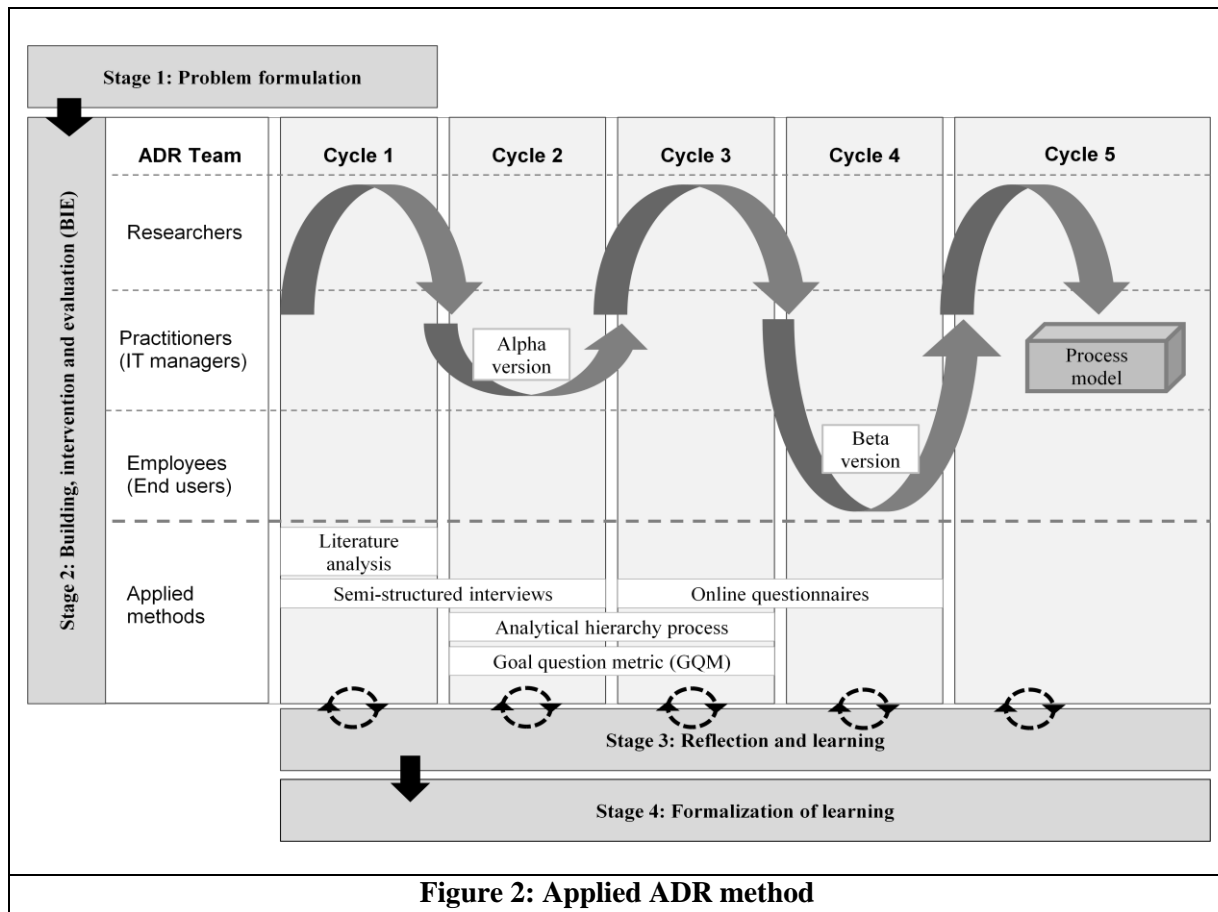 Stage 1: Problem formulation
Stage 2: Building, intervention and evaluation (BIE)
ADR Team
Cycle 1
Cycle 2
Cycle 3
Cycle 4
Cycle 5
Researchers
Practitioners
(IT managers)
Alpha
version
Process
model
Employees
(End users)
Beta
version
Applied
methods
Literature
analysis
Semi-structured interviews
Online questionnaires
Analytical hierarchy process
Goal question metric (GQM)
Stage 3: Reflection and learning
Stage 4: Formalization of learning
Figure 2: Applied ADR method